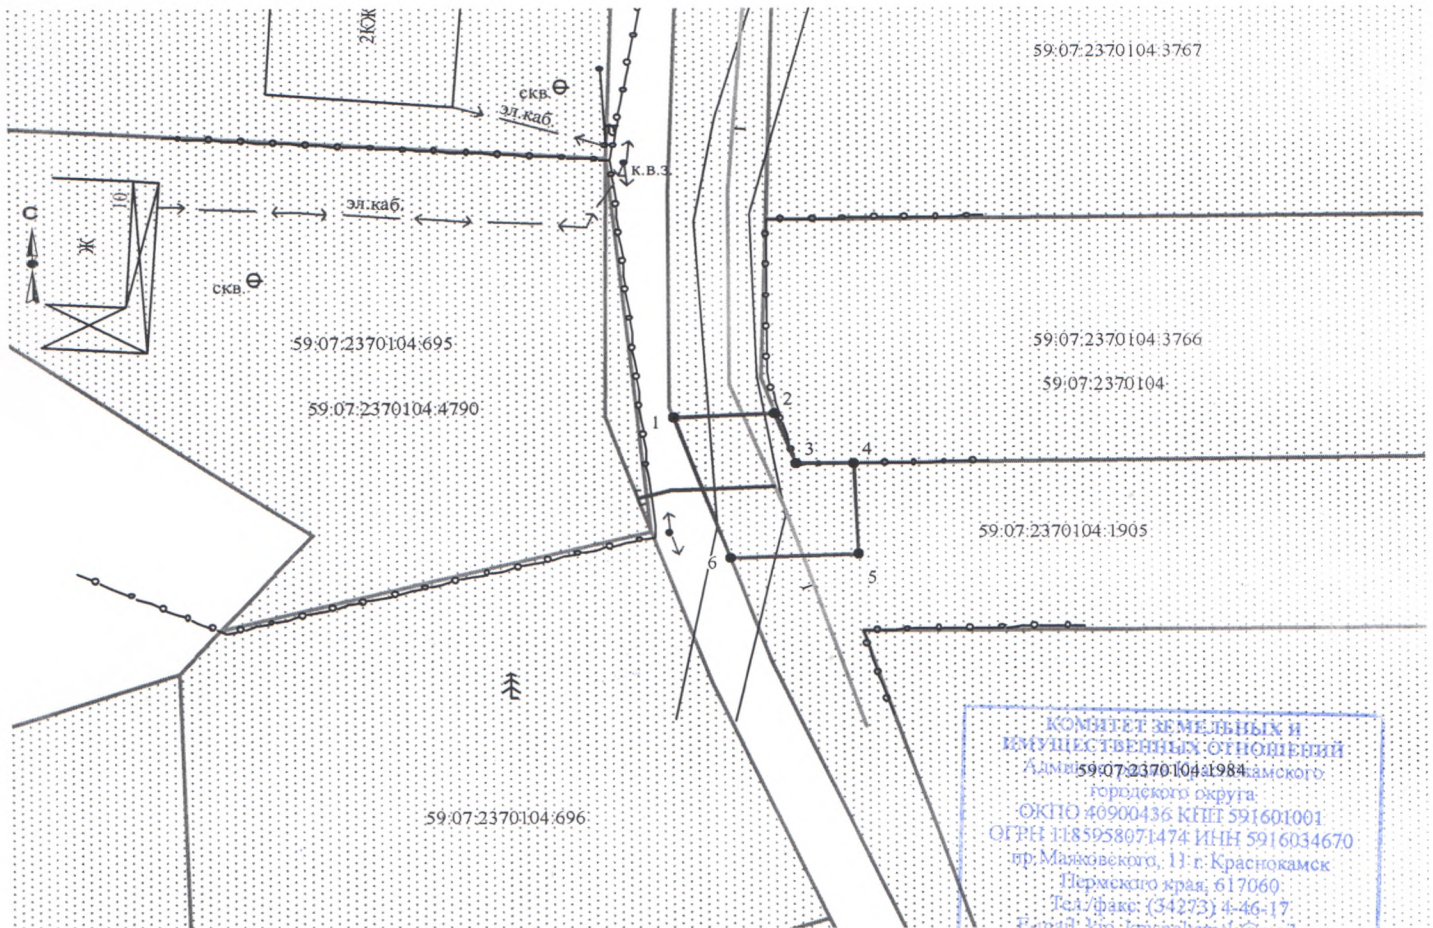 2КЖ
59:07:2370104:3767
скв.
эл.каб.
к.в.з.
10
эл.каб.
С
Ж
скв.
59:07:2370104:695
59:07:2370104:3766
59:07:2370104
59:07:2370104:4790
1
2
3
4
59:07:2370104:1905
6
5
КОМИТЕТ ЗЕМЕЛЬНЫХ И
ИМУЩЕСТВЕННЫХ ОТНОШЕНИЙ
59:07:2370104:1984
городского округа
ОКПО 40900436 КПП 591601001
ОГРН 1185958071474 ИНН 5916034670
пр.Маяковского, 11 г. Краснокамск
Пермского края, 617060
Тел./факс: (34273) 4-46-17
59:07:2370104:696